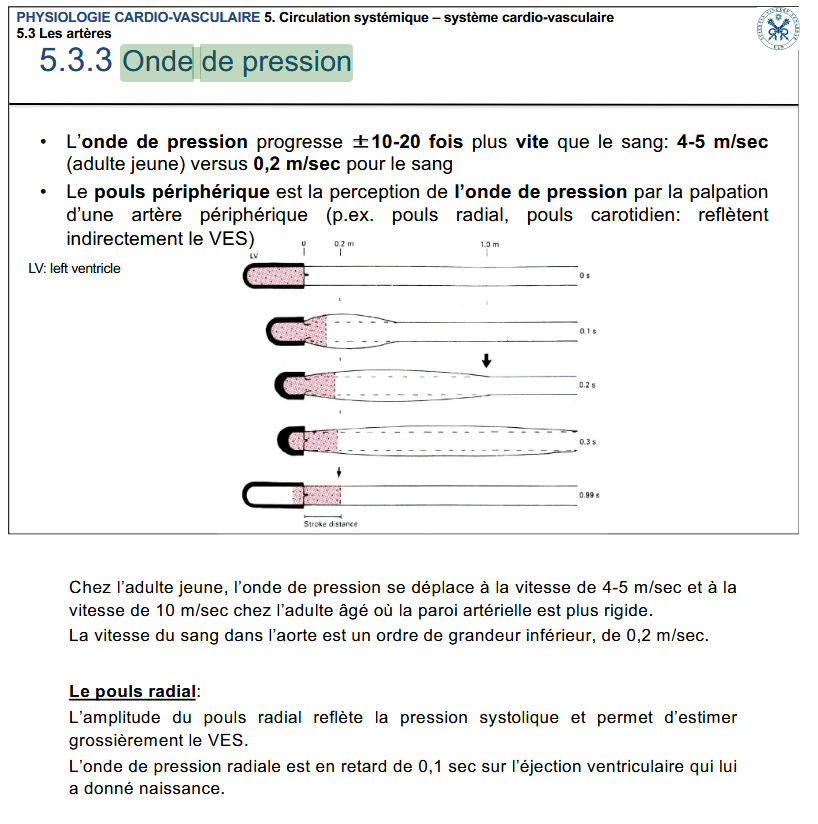 PHYSIOLOGIE CARDIO-VASCULAIRE 5. Circulation systémique – système cardio-vasculaire
5.3 Les artères
5.3.3 Onde de pression
• L’onde de pression progresse ±10-20 fois plus vite que le sang: 4-5 m/sec
(adulte jeune) versus 0,2 m/sec pour le sang
• Le pouls périphérique est la perception de l’onde de pression par la palpation
d’une artère périphérique (p.ex. pouls radial, pouls carotidien: reflètent
indirectement le VES)
0 0.2 m 1.0 m
LV
LV: left ventricle
0 s
0.1 s
0.2 s
0.3 s
0.99 s
Stroke distance
Chez l’adulte jeune, l’onde de pression se déplace à la vitesse de 4-5 m/sec et à la
vitesse de 10 m/sec chez l’adulte âgé où la paroi artérielle est plus rigide.
La vitesse du sang dans l’aorte est un ordre de grandeur inférieur, de 0,2 m/sec.
Le pouls radial:
L’amplitude du pouls radial reflète la pression systolique et permet d’estimer
grossièrement le VES.
L’onde de pression radiale est en retard de 0,1 sec sur l’éjection ventriculaire qui lui
a donné naissance.